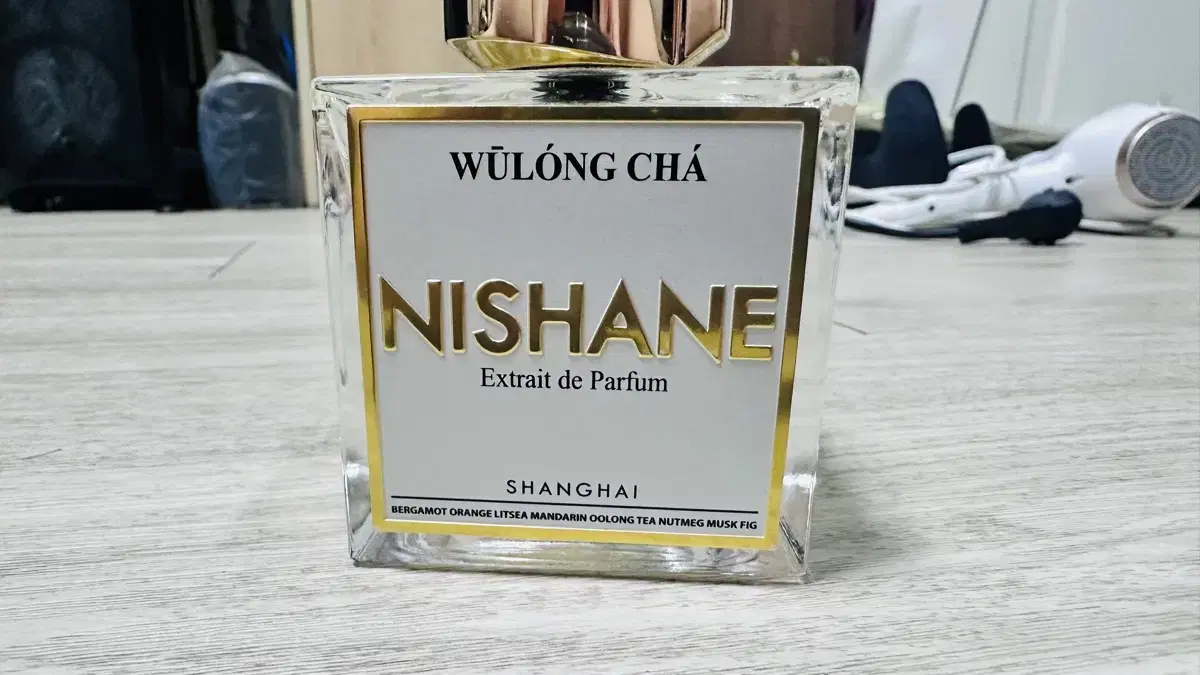 WŪLÓNG CHÁ
NISHANE
Extrait de Parfum
SHANGHAI
BERGAMOT ORANGE LITSEA MANDARIN OOLONG TEA NUTMEG MUSK FIG